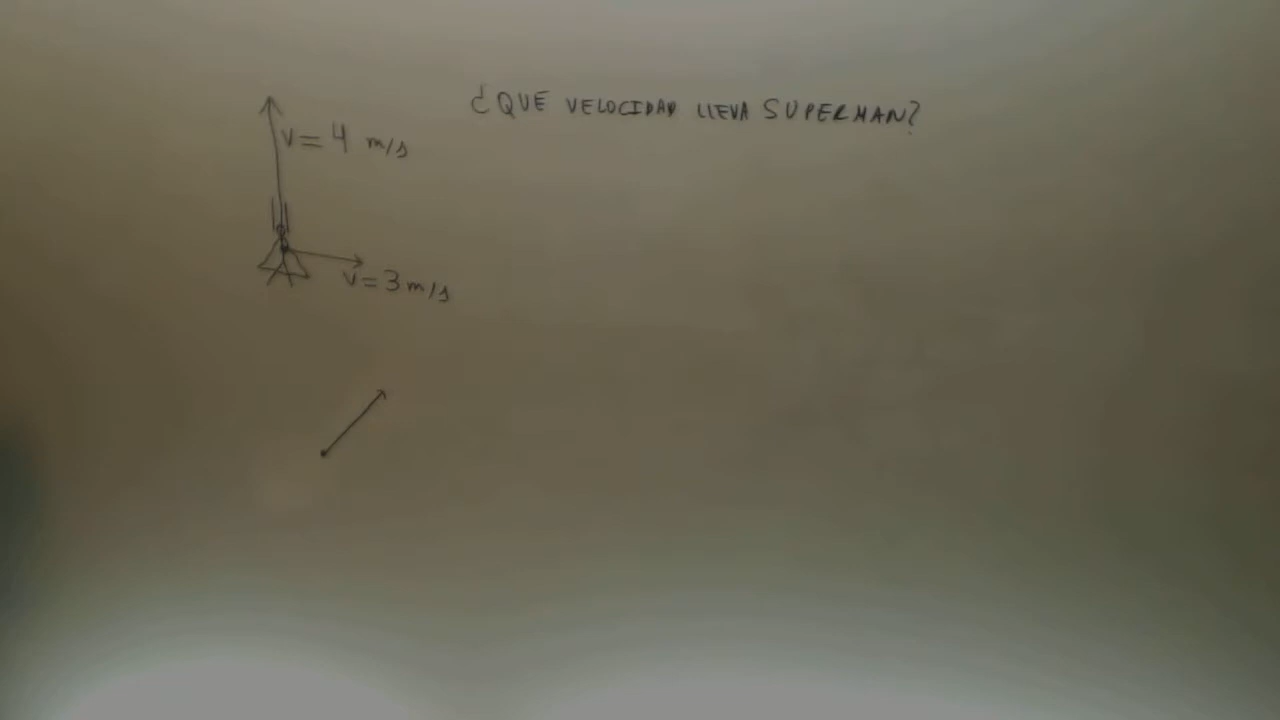 ¿QUE VELOCIDAD LLEVA SUPERMAN?
V = 4 m/s
V = 3 m/s